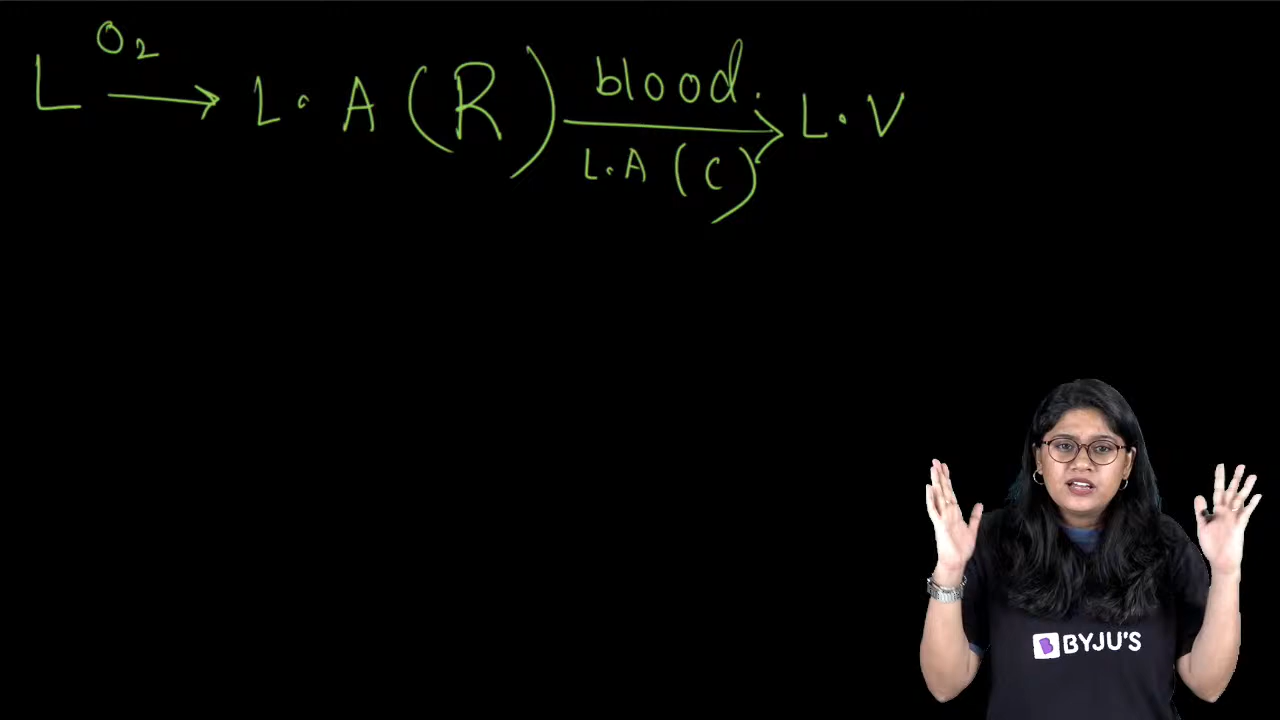 L →O₂ L.A (R) →blood. L.V
L.A (C)
BYJU'S